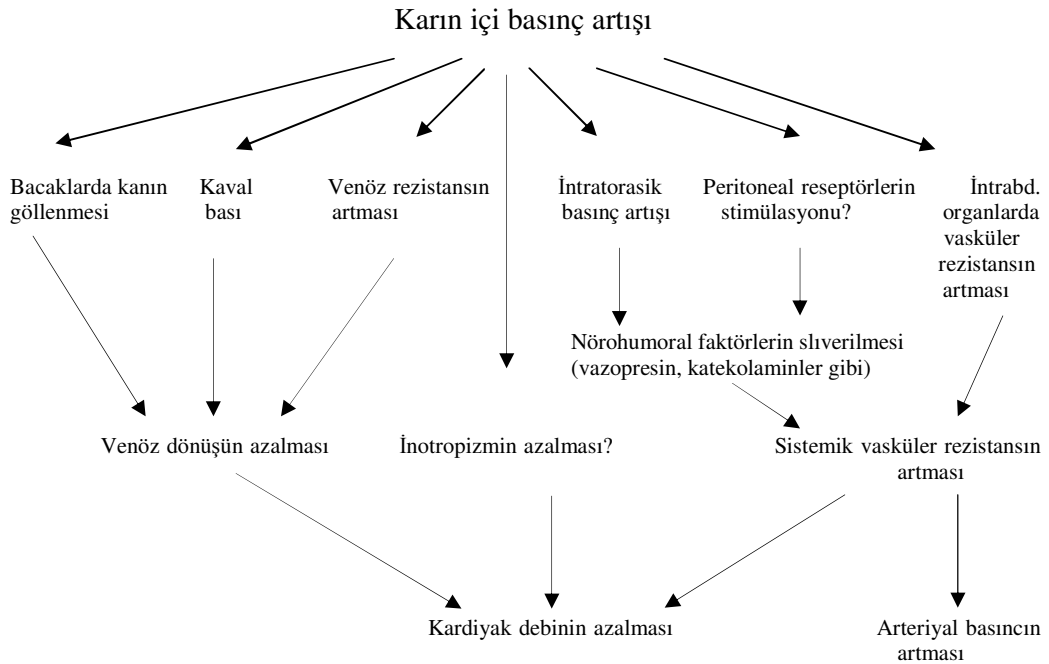 Karın içi basınç artışı
Bacaklarda kanın
göllenmesi
Kaval
bası
Venöz rezistansın
artması
İntratorasik
basınç artışı
Peritoneal reseptörlerin
stimülasyonu?
İntrabd.
organlarda
vasküler
rezistansın
artması
Nörohumoral faktörlerin slıverilmesi
(vazopresin, katekolaminler gibi)
Venöz dönüşün azalması
İnotropizmin azalması?
Sistemik vasküler rezistansın
artması
Kardiyak debinin azalması
Arteriyal basıncın
artması